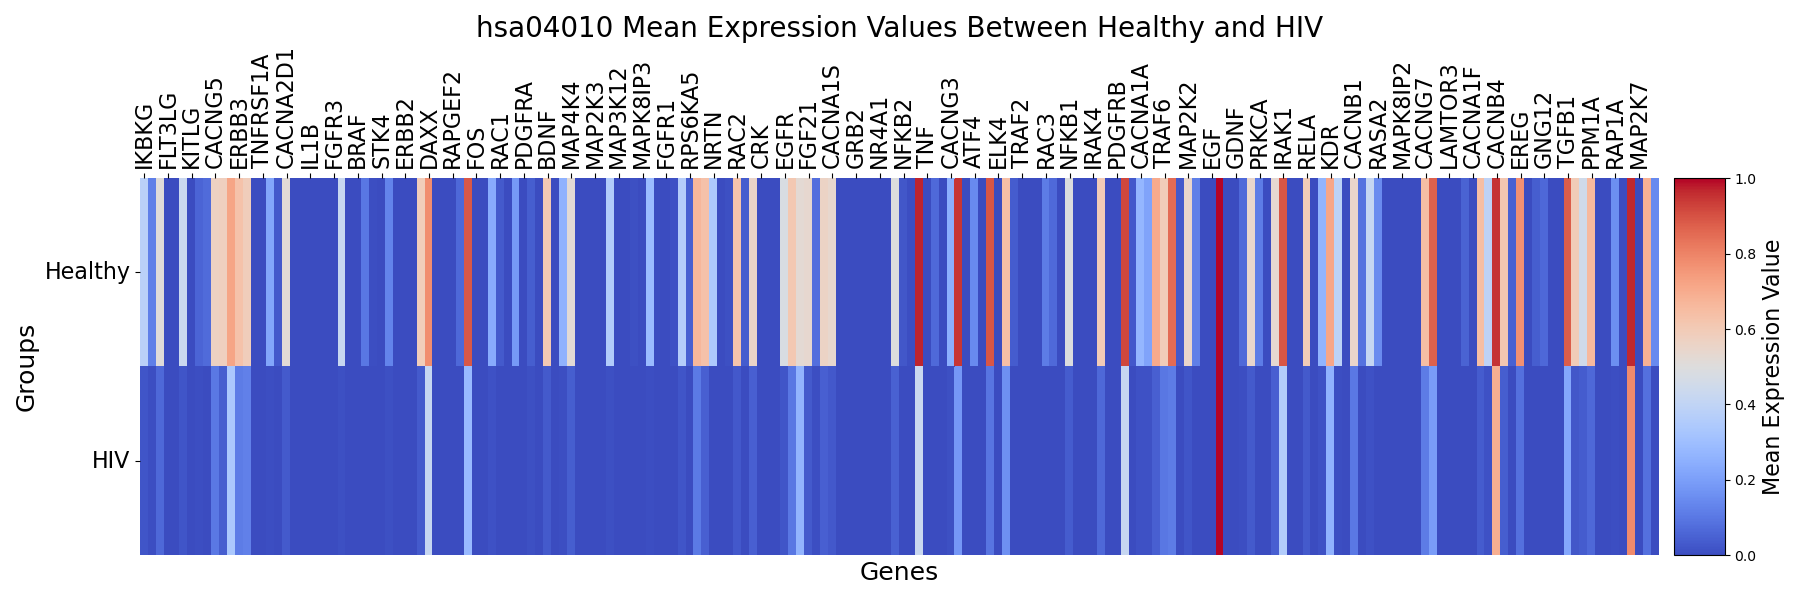 hsa04010 Mean Expression Values Between Healthy and HIV
IKBKG
FLT3LG
KITLG
CACNG5
ERBB3
TNFRSF1A
CACNA2D1
IL1B
FGFR3
BRAF
STK4
ERBB2
DAXX
RAPGEF2
FOS
RAC1
PDGFRA
BDNF
MAP4K4
MAP2K3
MAP3K12
MAPK8IP3
FGFR1
RPS6KA5
NRTN
RAC2
CRK
EGFR
FGF21
CACNA1S
GRB2
NR4A1
NFKB2
TNF
CACNG3
ATF4
ELK4
TRAF2
RAC3
NFKB1
IRAK4
PDGFRB
CACNA1A
TRAF6
MAP2K2
EGF
GDNF
PRKCA
IRAK1
RELA
KDR
CACNB1
RASA2
MAPK8IP2
CACNG7
LAMTOR3
CACNA1F
CACNB4
EREG
GNG12
TGFB1
PPM1A
RAP1A
MAP2K7
Groups
Healthy
HIV
Genes
1.0
0.8
0.6
0.4
0.2
0.0
Mean Expression Value